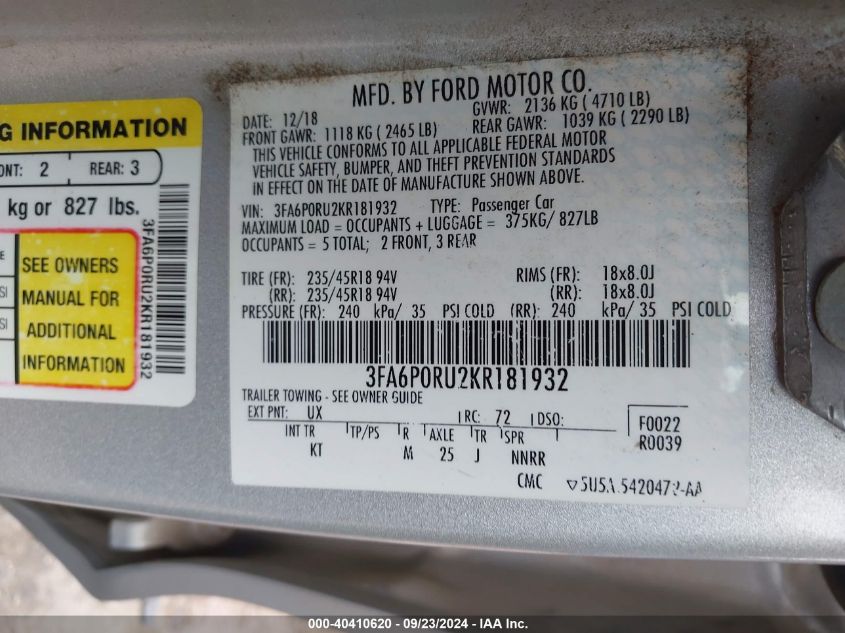 G INFORMATION
ONT: 2 REAR: 3
kg or 827 lbs.
SEE OWNERS
MANUAL FOR
ADDITIONAL
INFORMATION
3FA6P0RU2KR181932
MFD. BY FORD MOTOR CO.
DATE: 12/18 GVWR: 2136 KG ( 4710 LB)
FRONT GAWR: 1118 KG ( 2465 LB) REAR GAWR: 1039 KG ( 2290 LB)
THIS VEHICLE CONFORMS TO ALL APPLICABLE FEDERAL MOTOR
VEHICLE SAFETY, BUMPER, AND THEFT PREVENTION STANDARDS
IN EFFECT ON THE DATE OF MANUFACTURE SHOWN ABOVE.
VIN: 3FA6P0RU2KR181932 TYPE: Passenger Car
MAXIMUM LOAD = OCCUPANTS + LUGGAGE = 375KG/ 827LB
OCCUPANTS = 5 TOTAL; 2 FRONT, 3 REAR
TIRE (FR): 235/45R18 94V RIMS (FR): 18x8.0J
(RR): 235/45R18 94V (RR): 18x8.0J
PRESSURE (FR): 240 kPa/ 35 PSI COLD (RR): 240 kPa/ 35 PSI COLD
3FA6P0RU2KR181932
TRAILER TOWING - SEE OWNER GUIDE
EXT PNT: UX RC: 72 DSO: F0022
INT TR TP/PS R AXLE TR SPR R0039
KT M 25 J NNRR
CMC
000-40410620 - 09/23/2024 - IAA Inc.